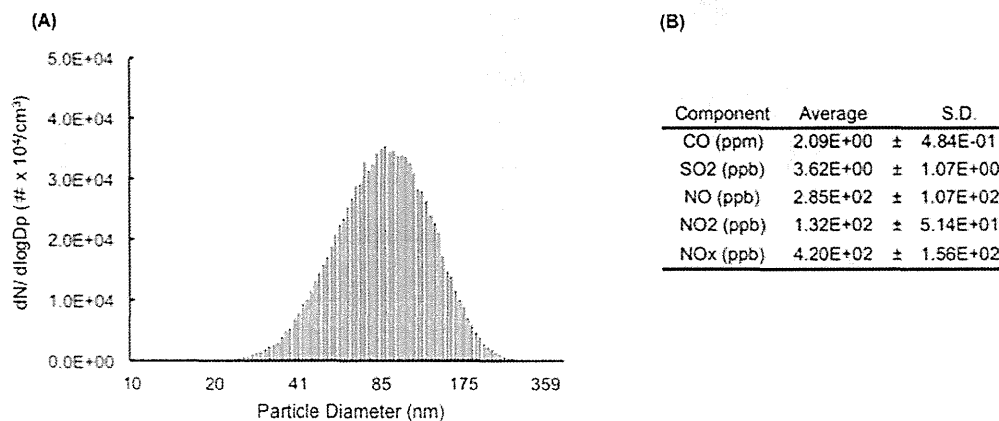 (A)
5.0E+04
4.0E+04
3.0E+04
2.0E+04
1.0E+04
0.0E+00
dN/ dlogDp (# x 10⁴/cm³)
10 20 41 85 175 359
Particle Diameter (nm)
(B)
Component Average S.D.
CO (ppm) 2.09E+00 ± 4.84E-01
SO2 (ppb) 3.62E+00 ± 1.07E+00
NO (ppb) 2.85E+02 ± 1.07E+02
NO2 (ppb) 1.32E+02 ± 5.14E+01
NOx (ppb) 4.20E+02 ± 1.56E+02